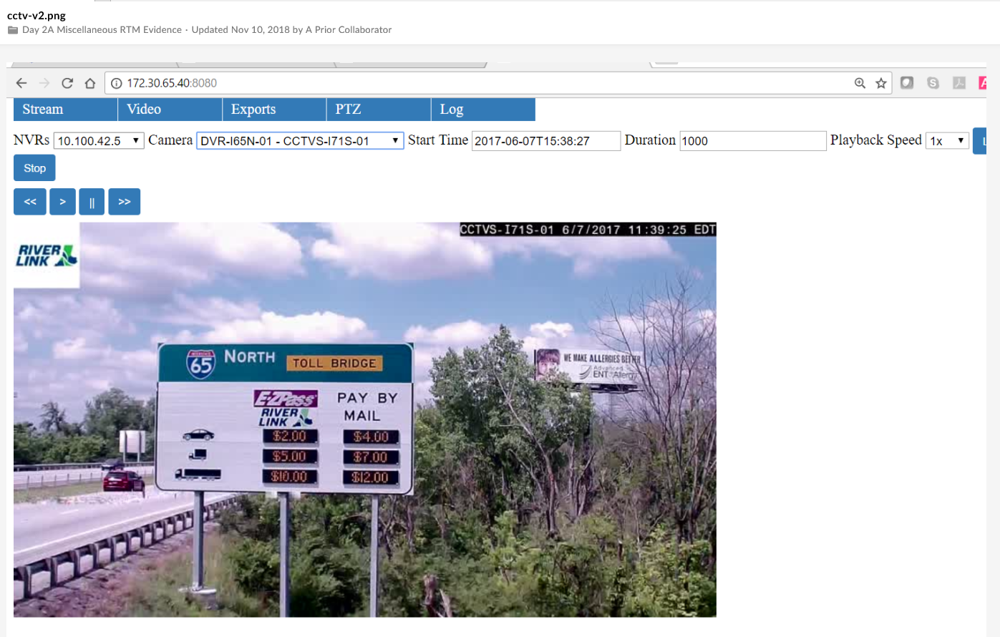 cctv-v2.png
Day 2A Miscellaneous RTM Evidence · Updated Nov 10, 2018 by A Prior Collaborator
172.30.65.40:8080
Stream Video Exports PTZ Log
NVRs 10.100.42.5 Camera DVR-I65N-01 - CCTVS-I71S-01 Start Time 2017-06-07T15:38:27 Duration 1000 Playback Speed 1x L
Stop
<< > || >>
CCTVS-I71S-01 6/7/2017 11:39:25 EDT
RIVER
LINK
INTERSTATE
65
NORTH
TOLL BRIDGE
E-ZPass
RIVER
LINK
PAY BY
MAIL
$2.00 $4.00
$5.00 $7.00
$10.00 $12.00
WE MAKE ALLERGIES BETTER
Advanced
ENT & Allergy